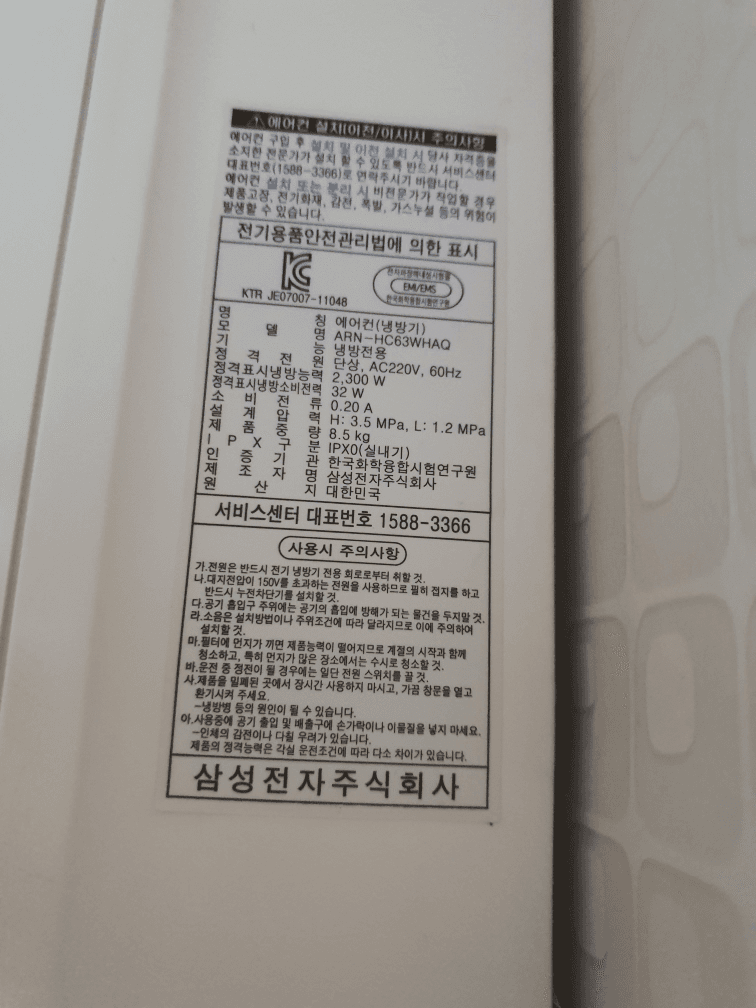 ⚠ 에어컨 설치(이전/이사)시 주의사항
에어컨 구입 후 설치 및 이전 설치 시 당사 자격증을
소지한 전문가가 설치 할 수 있도록 반드시 서비스센터
대표번호(1588-3366)로 연락주시기 바랍니다.
에어컨 설치 또는 분리 시 비전문가가 작업할 경우
제품고장, 전기화재, 감전, 폭발, 가스누설 등의 위험이
발생할 수 있습니다.
전기용품안전관리법에 의한 표시
KTR JE07007-11048
전자파장해내성시험필
EMI/EMS
한국화학융합시험연구원
명 칭 에어컨(냉방기)
모 델 명 ARN-HC63WHAQ
기 능 냉방전용
정 격 전 원 단상, AC220V, 60Hz
정격표시냉방능력 2,300 W
정격표시냉방소비전력 32 W
소 비 전 류 0.20 A
설 계 압 력 H: 3.5 MPa, L: 1.2 MPa
제 품 중 량 8.5 kg
I P X 구 분 IPX0(실내기)
인 증 기 관 한국화학융합시험연구원
제 조 자 명 삼성전자주식회사
원 산 지 대한민국
서비스센터 대표번호 1588-3366
사용시 주의사항
가.전원은 반드시 전기 냉방기 전용 회로로부터 취할 것.
나.대지전압이 150V를 초과하는 전원을 사용하므로 필히 접지를 하고
반드시 누전차단기를 설치할 것.
다.공기 흡입구 주위에는 공기의 흡입에 방해가 되는 물건을 두지말 것.
라.소음은 설치방법이나 주위조건에 따라 달라지므로 이에 주의하여
설치할 것.
마.필터에 먼지가 끼면 제품능력이 떨어지므로 계절의 시작과 함께
청소하고, 특히 먼지가 많은 장소에서는 수시로 청소할 것.
바.운전 중 정전이 될 경우에는 일단 전원 스위치를 끌 것.
사.제품을 밀폐된 곳에서 장시간 사용하지 마시고, 가끔 창문을 열고
환기시켜 주세요.
-냉방병 등의 원인이 될 수 있습니다.
아.사용중에 공기 출입 및 배출구에 손가락이나 이물질을 넣지 마세요.
-인체의 감전이나 다칠 우려가 있습니다.
제품의 정격능력은 각실 운전조건에 따라 다소 차이가 있습니다.
삼성전자주식회사